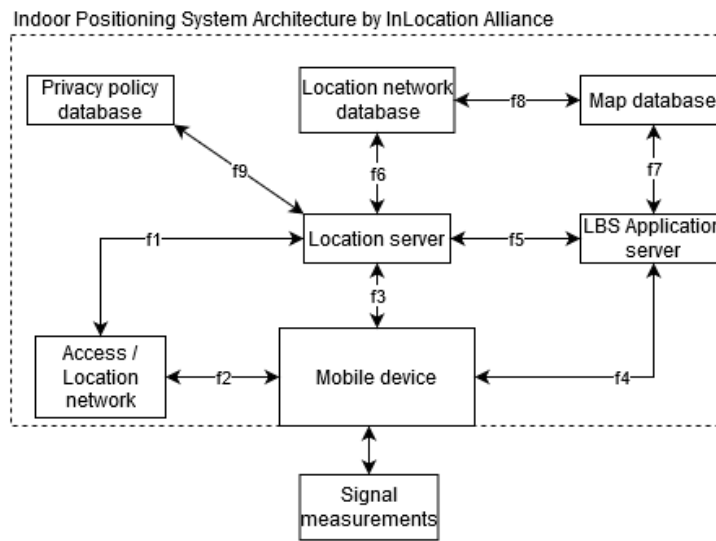 Indoor Positioning System Architecture by InLocation Alliance
Privacy policy
database
Location network
database
f8
Map database
f9
f6
f7
f1
Location server
f5
LBS Application
server
f3
Access /
Location
network
f2
Mobile device
f4
Signal
measurements